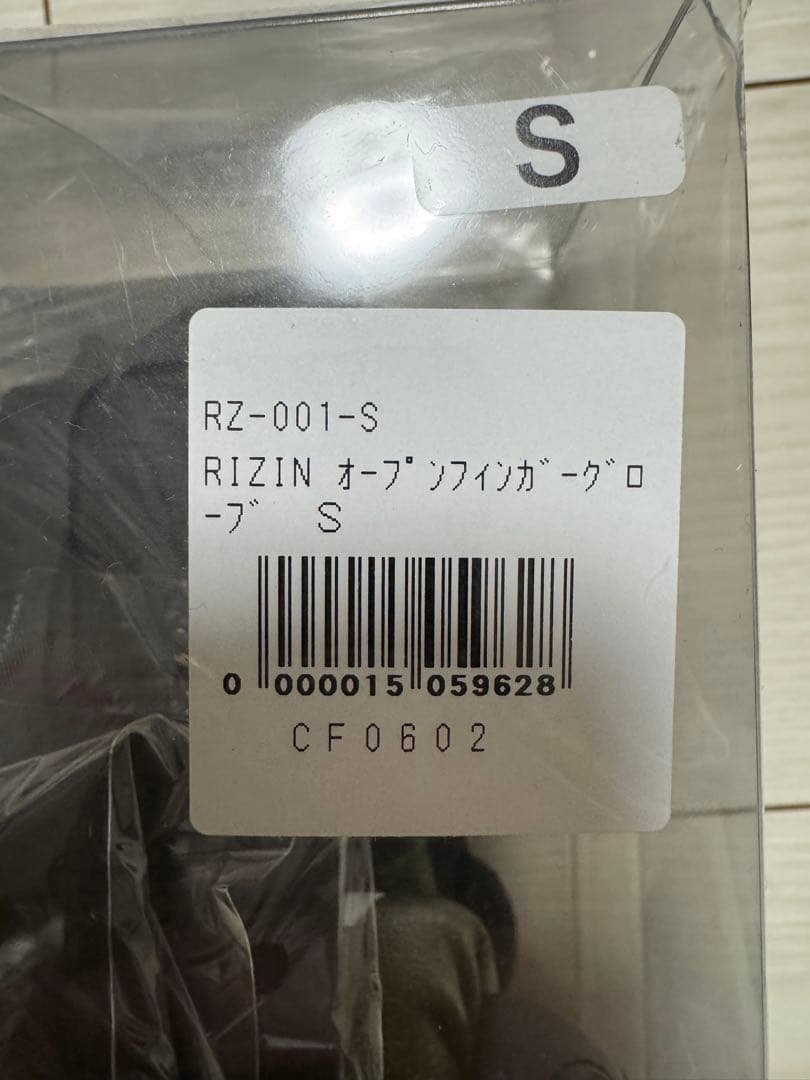 S
RZ-001-S
RIZIN ｵｰﾌﾟﾝﾌｨﾝｶﾞｰｸﾞﾛ
ｰﾌﾞ S
0 000015 059628
CF0602